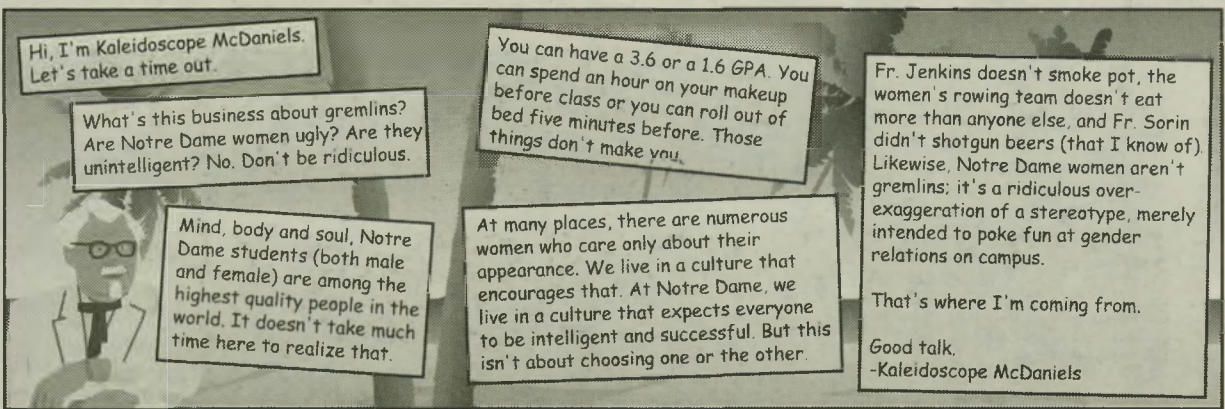 Hi, I'm Kaleidoscope McDaniels.
Let's take a time out.
What's this business about gremlins?
Are Notre Dame women ugly? Are they
unintelligent? No. Don't be ridiculous.
Mind, body and soul, Notre
Dame students (both male
and female) are among the
highest quality people in the
world. It doesn't take much
time here to realize that.
You can have a 3.6 or a 1.6 GPA. You
can spend an hour on your makeup
before class or you can roll out of
bed five minutes before. Those
things don't make you.
At many places, there are numerous
women who care only about their
appearance. We live in a culture that
encourages that. At Notre Dame, we
live in a culture that expects everyone
to be intelligent and successful. But this
isn't about choosing one or the other.
Fr. Jenkins doesn't smoke pot, the
women's rowing team doesn't eat
more than anyone else, and Fr. Sorin
didn't shotgun beers (that I know of).
Likewise, Notre Dame women aren't
gremlins; it's a ridiculous over-
exaggeration of a stereotype, merely
intended to poke fun at gender
relations on campus.
That's where I'm coming from.
Good talk.
-Kaleidoscope McDaniels